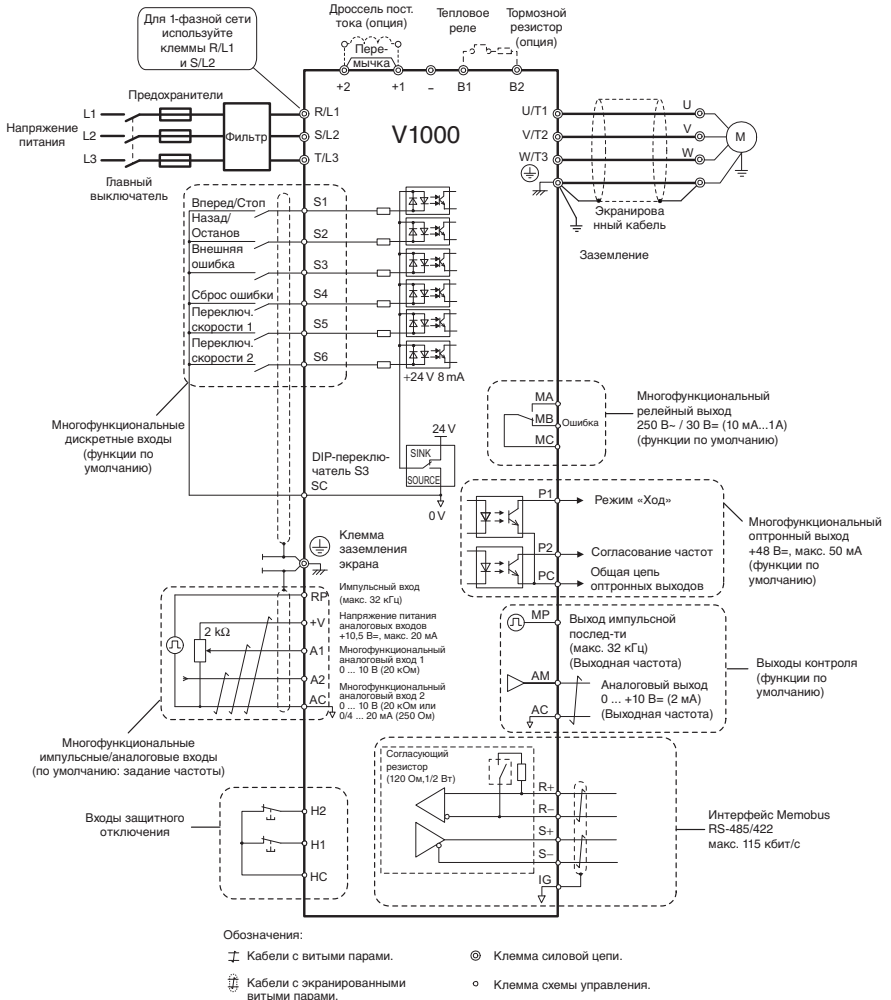 Для 1-фазной сети
используйте
клеммы R/L1
и S/L2
Дроссель пост.
тока (опция)
Пере-
мычка
Тепловое
реле
Тормозной
резистор
(опция)
+2
+1
–
B1
B2
Предохранители
Напряжение
питания
L1
L2
L3
Фильтр
Главный
выключатель
R/L1
S/L2
T/L3
V1000
U/T1
V/T2
W/T3
U
V
W
M
Экранирова
нный кабель
Заземление
Вперед/Стоп
S1
Назад/
Останов
S2
Внешняя
ошибка
S3
Сброс ошибки
S4
Переключ.
скорости 1
S5
Переключ.
скорости 2
S6
+24 V 8 mA
Многофункциональные
дискретные входы
(функции по
умолчанию)
DIP-переклю-
чатель S3
SC
24 V
SINK
SOURCE
0 V
MA
MB
MC
Ошибка
Многофункциональный
релейный выход
250 В~ / 30 В= (10 мА...1А)
(функции по умолчанию)
P1
Режим «Ход»
P2
Согласование частот
PC
Общая цепь
оптронных выходов
Многофункциональный
оптронный выход
+48 В=, макс. 50 мА
(функции по
умолчанию)
Клемма
заземления
экрана
RP
Импульсный вход
(макс. 32 кГц)
+V
Напряжение питания
аналоговых входов
+10,5 В=, макс. 20 мА
2 kΩ
A1
Многофункциональный
аналоговый вход 1
0 ... 10 В (20 кОм)
A2
Многофункциональный
аналоговый вход 2
0 ... 10 В (20 кОм или
0/4 ... 20 мА (250 Ом)
AC
Многофункциональные
импульсные/аналоговые входы
(по умолчанию: задание частоты)
MP
Выход импульсной
послед-ти
(макс. 32 кГц)
(Выходная частота)
AM
Аналоговый выход
0 ... +10 В= (2 мА)
(Выходная частота)
AC
Выходы контроля
(функции по
умолчанию)
Входы защитного
отключения
H2
H1
HC
Согласующий
резистор
(120 Ом,1/2 Вт)
R+
R–
S+
S–
IG
Интерфейс Memobus
RS-485/422
макс. 115 кбит/с
Обозначения:
Кабели с витыми парами.
Клемма силовой цепи.
Кабели с экранированными
витыми парами.
Клемма схемы управления.